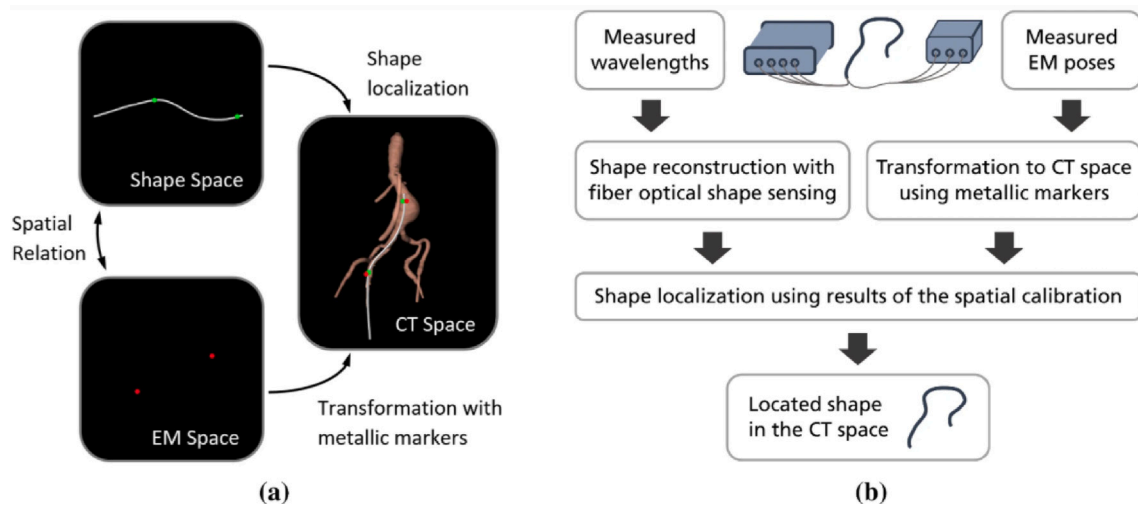 Shape
localization
Shape Space
Spatial
Relation
CT Space
EM Space
Transformation with
metallic markers
(a)
Measured
wavelengths
Measured
EM poses
Shape reconstruction with
fiber optical shape sensing
Transformation to CT space
using metallic markers
Shape localization using results of the spatial calibration
Located shape
in the CT space
(b)